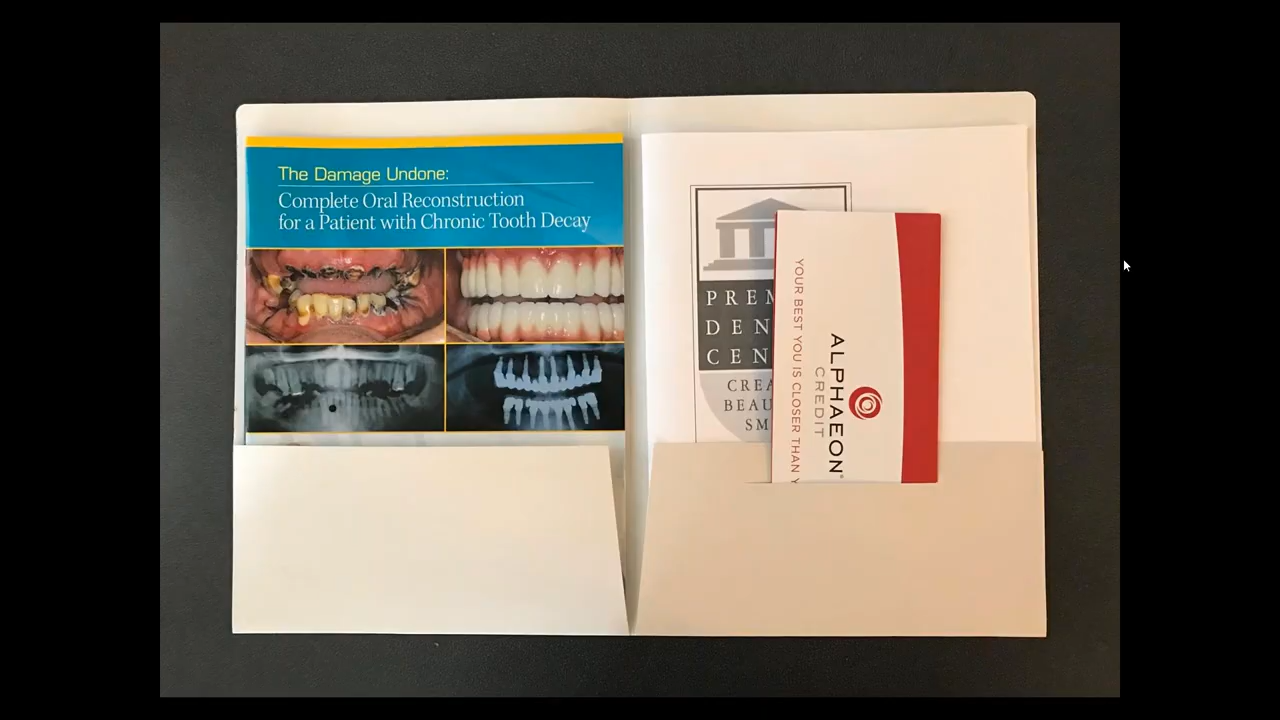 The Damage Undone:
Complete Oral Reconstruction
for a Patient with Chronic Tooth Decay
YOUR BEST YOU IS CLOSER THAN
ALPHAEON®
CREDIT